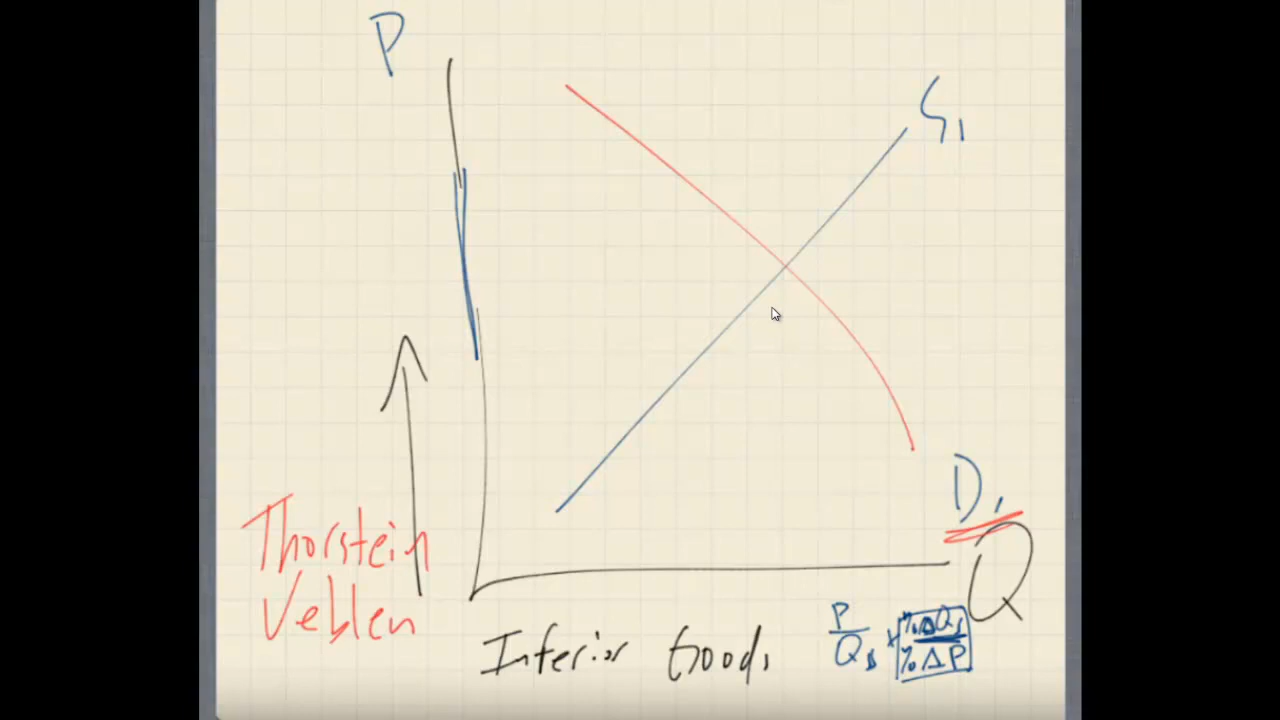 P
S1
D1
Q
Thorstein
Veblen
Inferior Goods
P
Qs
%ΔQs
%ΔP